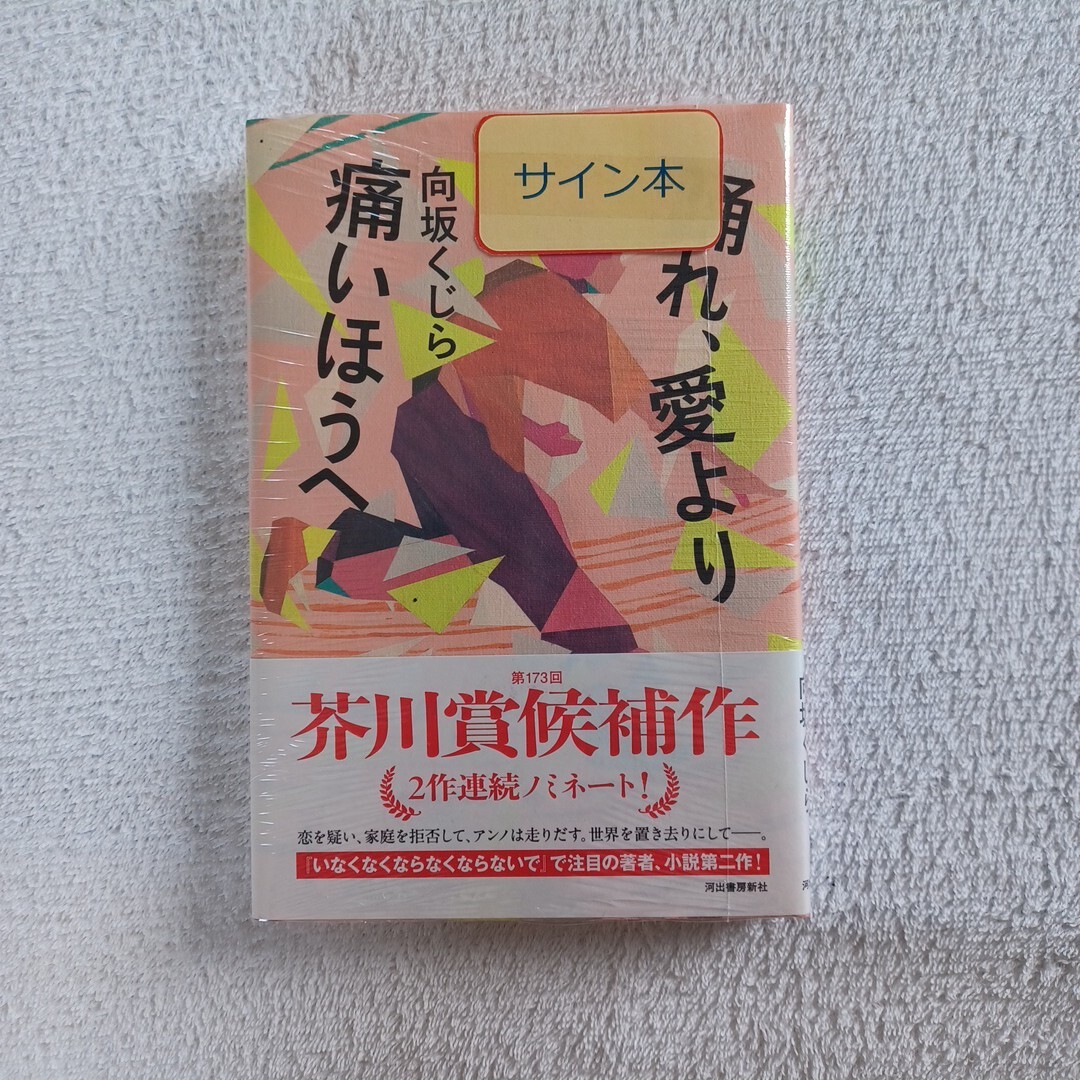 サイン本
踊れ、愛より
向坂くじら
痛いほうへ
第173回
芥川賞候補作
2作連続ノミネート!
恋を疑い、家庭を拒否して、アンノは走りだす。世界を置き去りにして――。
『いなくなくならなくならないで』で注目の著者、小説第二作!
河出書房新社